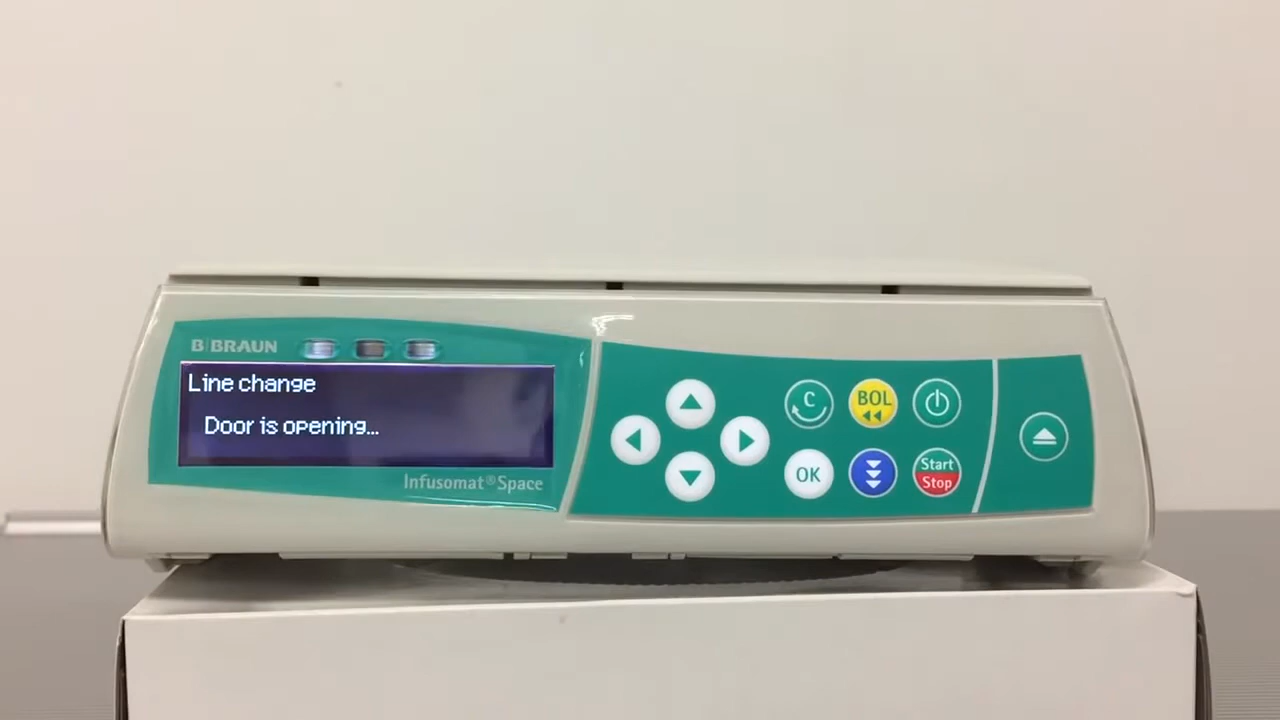 B|BRAUN
Line change
Door is opening...
Infusomat®Space
C
BOL
OK
Start
Stop